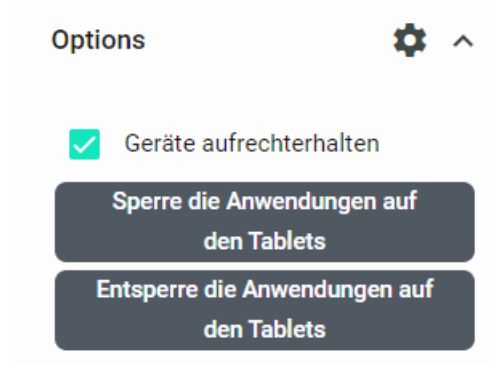 Options
Geräte aufrechterhalten
Sperre die Anwendungen auf
den Tablets
Entsperre die Anwendungen auf
den Tablets